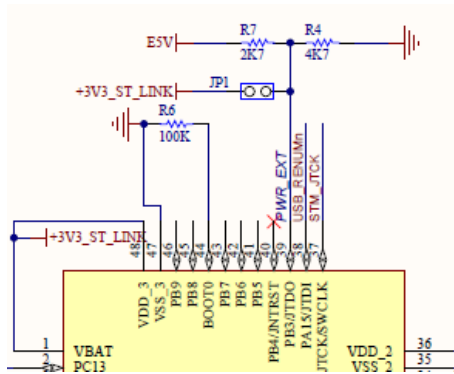 R7
R4
E5V
2K7
4K7
JP1
+3V3_ST_LINK
R6
100K
PWR_EXT
USB_RENUMn
STM_JTCK
+3V3_ST_LINK
48
47
46
45
44
43
42
41
40
39
38
37
VDD_3
VSS_3
PB9
PB8
BOOT0
PB7
PB6
PB5
PB4/JNTRST
PB3/JTDO
PA15/JTDI
JTCK/SWCLK
1
VBAT
VDD_2
36
2
PC13
VSS_2
35